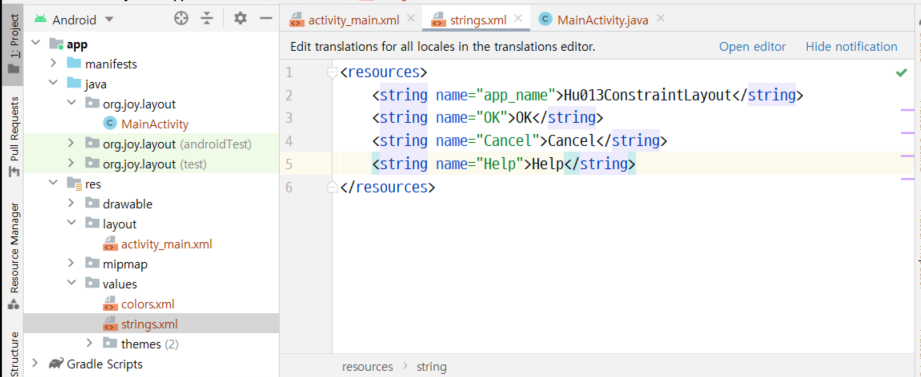 Android
activity_main.xml
strings.xml
MainActivity.java
1: Project
Pull Requests
Resource Manager
Structure
app
manifests
java
org.joy.layout
MainActivity
org.joy.layout (androidTest)
org.joy.layout (test)
res
drawable
layout
activity_main.xml
mipmap
values
colors.xml
strings.xml
themes (2)
Gradle Scripts
Edit translations for all locales in the translations editor. Open editor Hide notification
1 <resources>
2 <string name="app_name">Hu013ConstraintLayout</string>
3 <string name="OK">OK</string>
4 <string name="Cancel">Cancel</string>
5 <string name="Help">Help</string>
6 </resources>
resources > string